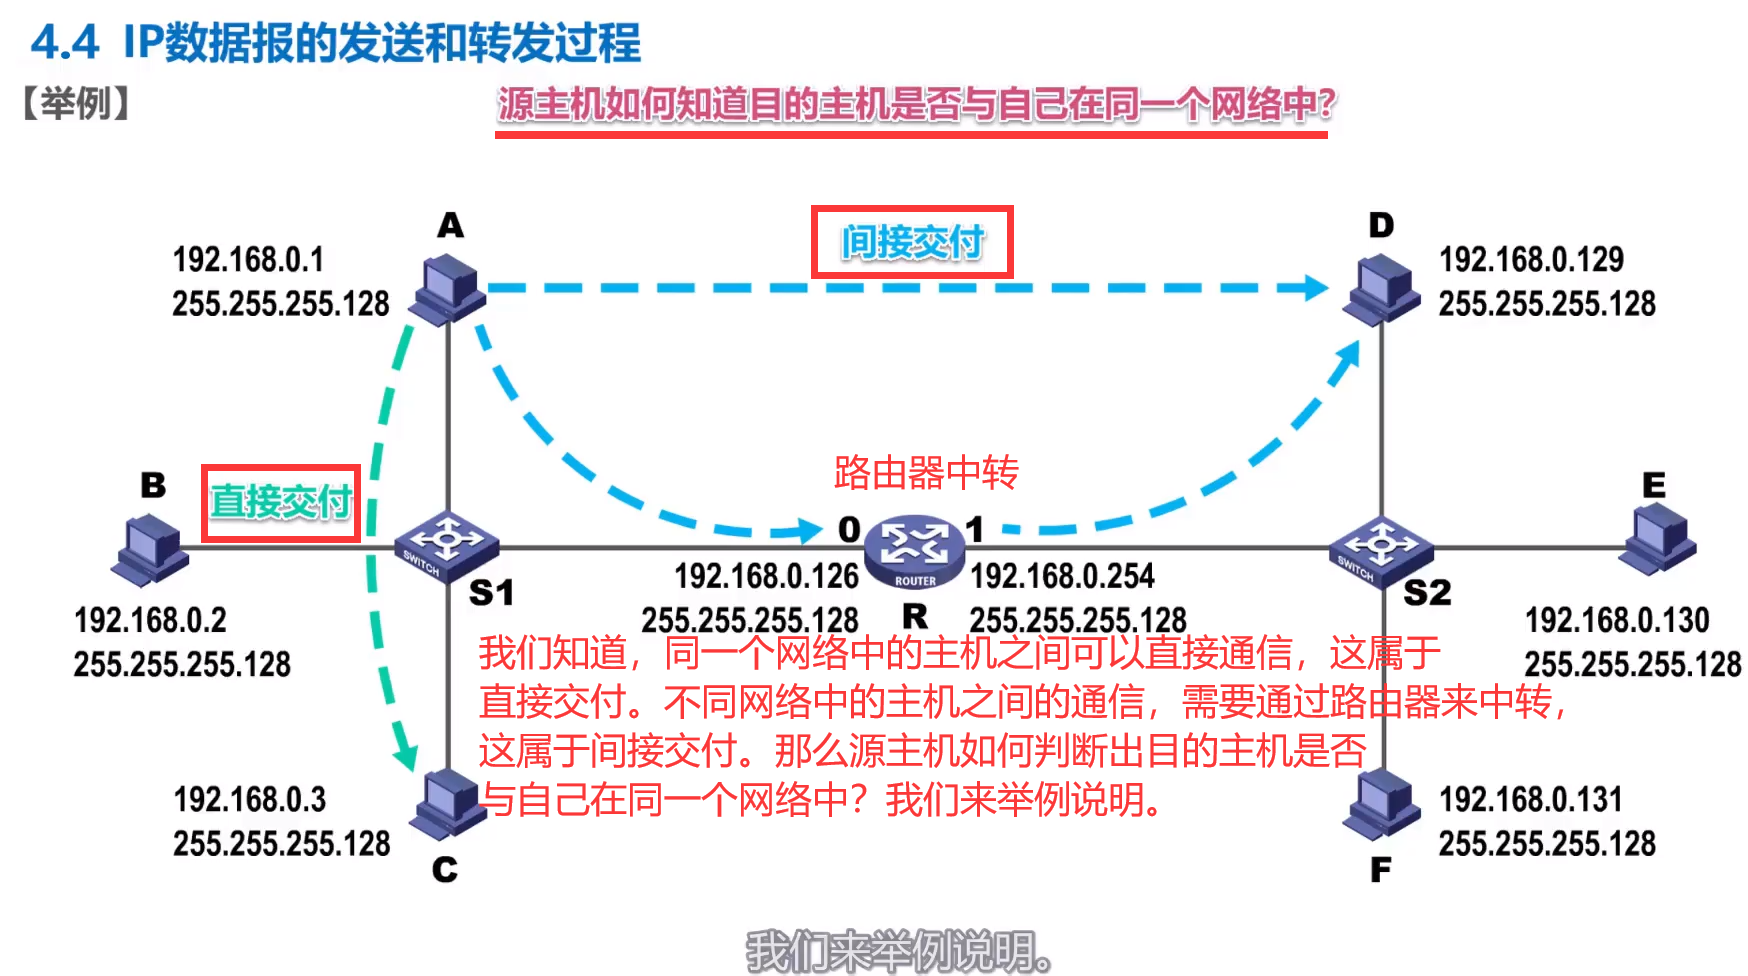 4.4 IP数据报的发送和转发过程
【举例】
源主机如何知道目的主机是否与自己在同一个网络中？
A
192.168.0.1
255.255.255.128
间接交付
D
192.168.0.129
255.255.255.128
B
直接交付
192.168.0.2
255.255.255.128
SWITCH
S1
路由器中转
0
1
ROUTER
R
192.168.0.126
255.255.255.128
192.168.0.254
255.255.255.128
SWITCH
S2
E
192.168.0.130
255.255.255.128
我们知道，同一个网络中的主机之间可以直接通信，这属于
直接交付。不同网络中的主机之间的通信，需要通过路由器来中转，
这属于间接交付。那么源主机如何判断出目的主机是否
与自己在同一个网络中？我们来举例说明。
192.168.0.3
255.255.255.128
C
192.168.0.131
255.255.255.128
F
我们来举例说明。